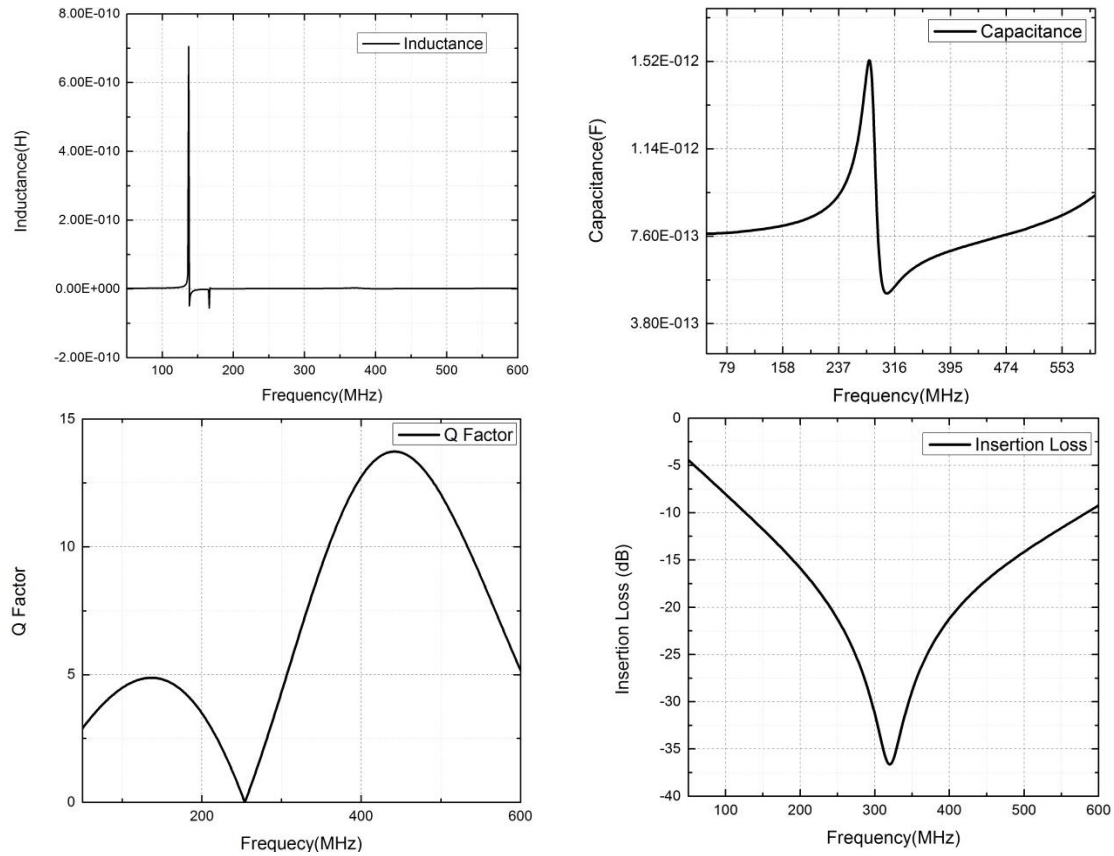 8.00E-010
6.00E-010
4.00E-010
2.00E-010
0.00E+000
-2.00E-010
Inductance(H)
Inductance
100 200 300 400 500 600
Frequency(MHz)
1.52E-012
1.14E-012
7.60E-013
3.80E-013
Capacitance(F)
Capacitance
79 158 237 316 395 474 553
Frequency(MHz)
15
10
5
0
Q Factor
Q Factor
200 400 600
Frequecy(MHz)
0
-5
-10
-15
-20
-25
-30
-35
-40
Insertion Loss (dB)
Insertion Loss
100 200 300 400 500 600
Frequency(MHz)